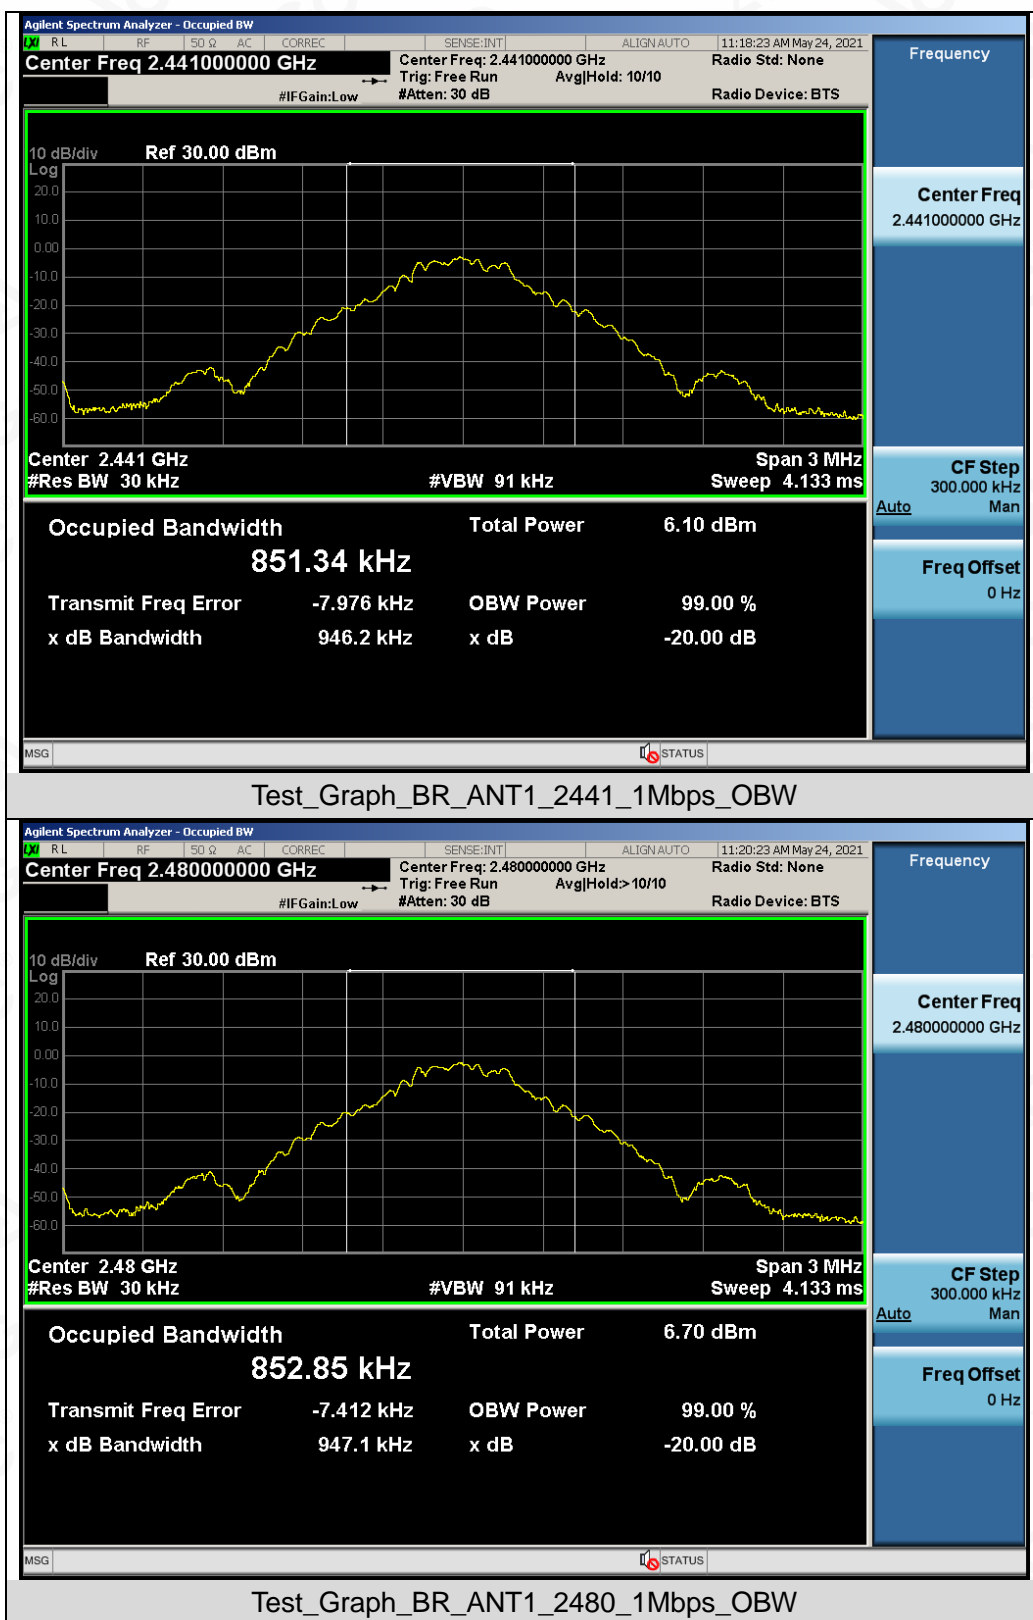 Agilent Spectrum Analyzer - Occupied BW
LXI RL RF 50 Ω AC CORREC SENSE:INT ALIGN AUTO 11:18:23 AM May 24, 2021
Center Freq 2.441000000 GHz Center Freq: 2.441000000 GHz Radio Std: None
Trig: Free Run Avg|Hold: 10/10
#IFGain:Low #Atten: 30 dB Radio Device: BTS
Frequency
10 dB/div Ref 30.00 dBm
Log
20.0
10.0
0.00
-10.0
-20.0
-30.0
-40.0
-50.0
-60.0
Center 2.441 GHz Span 3 MHz
#Res BW 30 kHz #VBW 91 kHz Sweep 4.133 ms
Center Freq
2.441000000 GHz
CF Step
300.000 kHz
Auto Man
Freq Offset
0 Hz
Occupied Bandwidth Total Power 6.10 dBm
851.34 kHz
Transmit Freq Error -7.976 kHz OBW Power 99.00 %
x dB Bandwidth 946.2 kHz x dB -20.00 dB
MSG STATUS
Test_Graph_BR_ANT1_2441_1Mbps_OBW
Agilent Spectrum Analyzer - Occupied BW
LXI RL RF 50 Ω AC CORREC SENSE:INT ALIGN AUTO 11:20:23 AM May 24, 2021
Center Freq 2.480000000 GHz Center Freq: 2.480000000 GHz Radio Std: None
Trig: Free Run Avg|Hold:>10/10
#IFGain:Low #Atten: 30 dB Radio Device: BTS
Frequency
10 dB/div Ref 30.00 dBm
Log
20.0
10.0
0.00
-10.0
-20.0
-30.0
-40.0
-50.0
-60.0
Center 2.48 GHz Span 3 MHz
#Res BW 30 kHz #VBW 91 kHz Sweep 4.133 ms
Center Freq
2.480000000 GHz
CF Step
300.000 kHz
Auto Man
Freq Offset
0 Hz
Occupied Bandwidth Total Power 6.70 dBm
852.85 kHz
Transmit Freq Error -7.412 kHz OBW Power 99.00 %
x dB Bandwidth 947.1 kHz x dB -20.00 dB
MSG STATUS
Test_Graph_BR_ANT1_2480_1Mbps_OBW